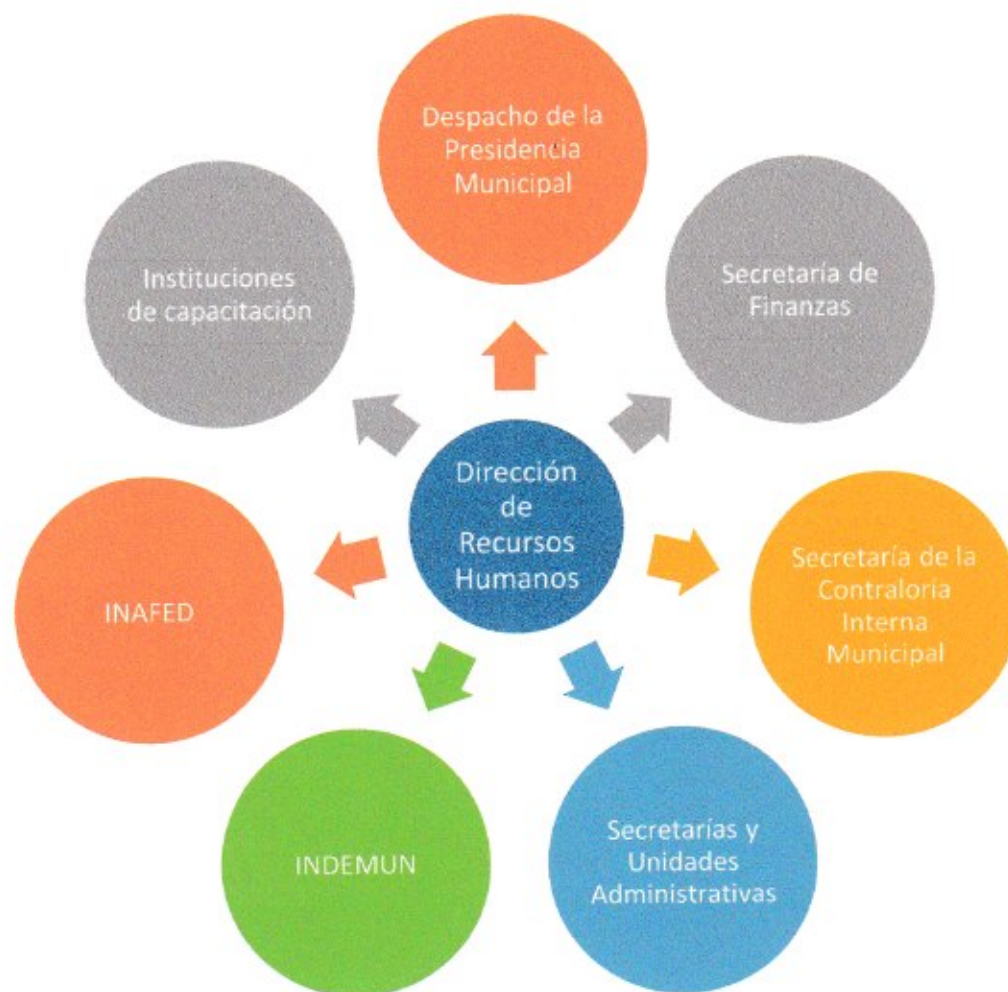 Despacho de la
Presidencia
Municipal
Instituciones
de capacitación
Secretaría de
Finanzas
Dirección
de
Recursos
Humanos
INAFED
Secretaría de la
Contraloría
Interna
Municipal
INDEMUN
Secretarías y
Unidades
Administrativas